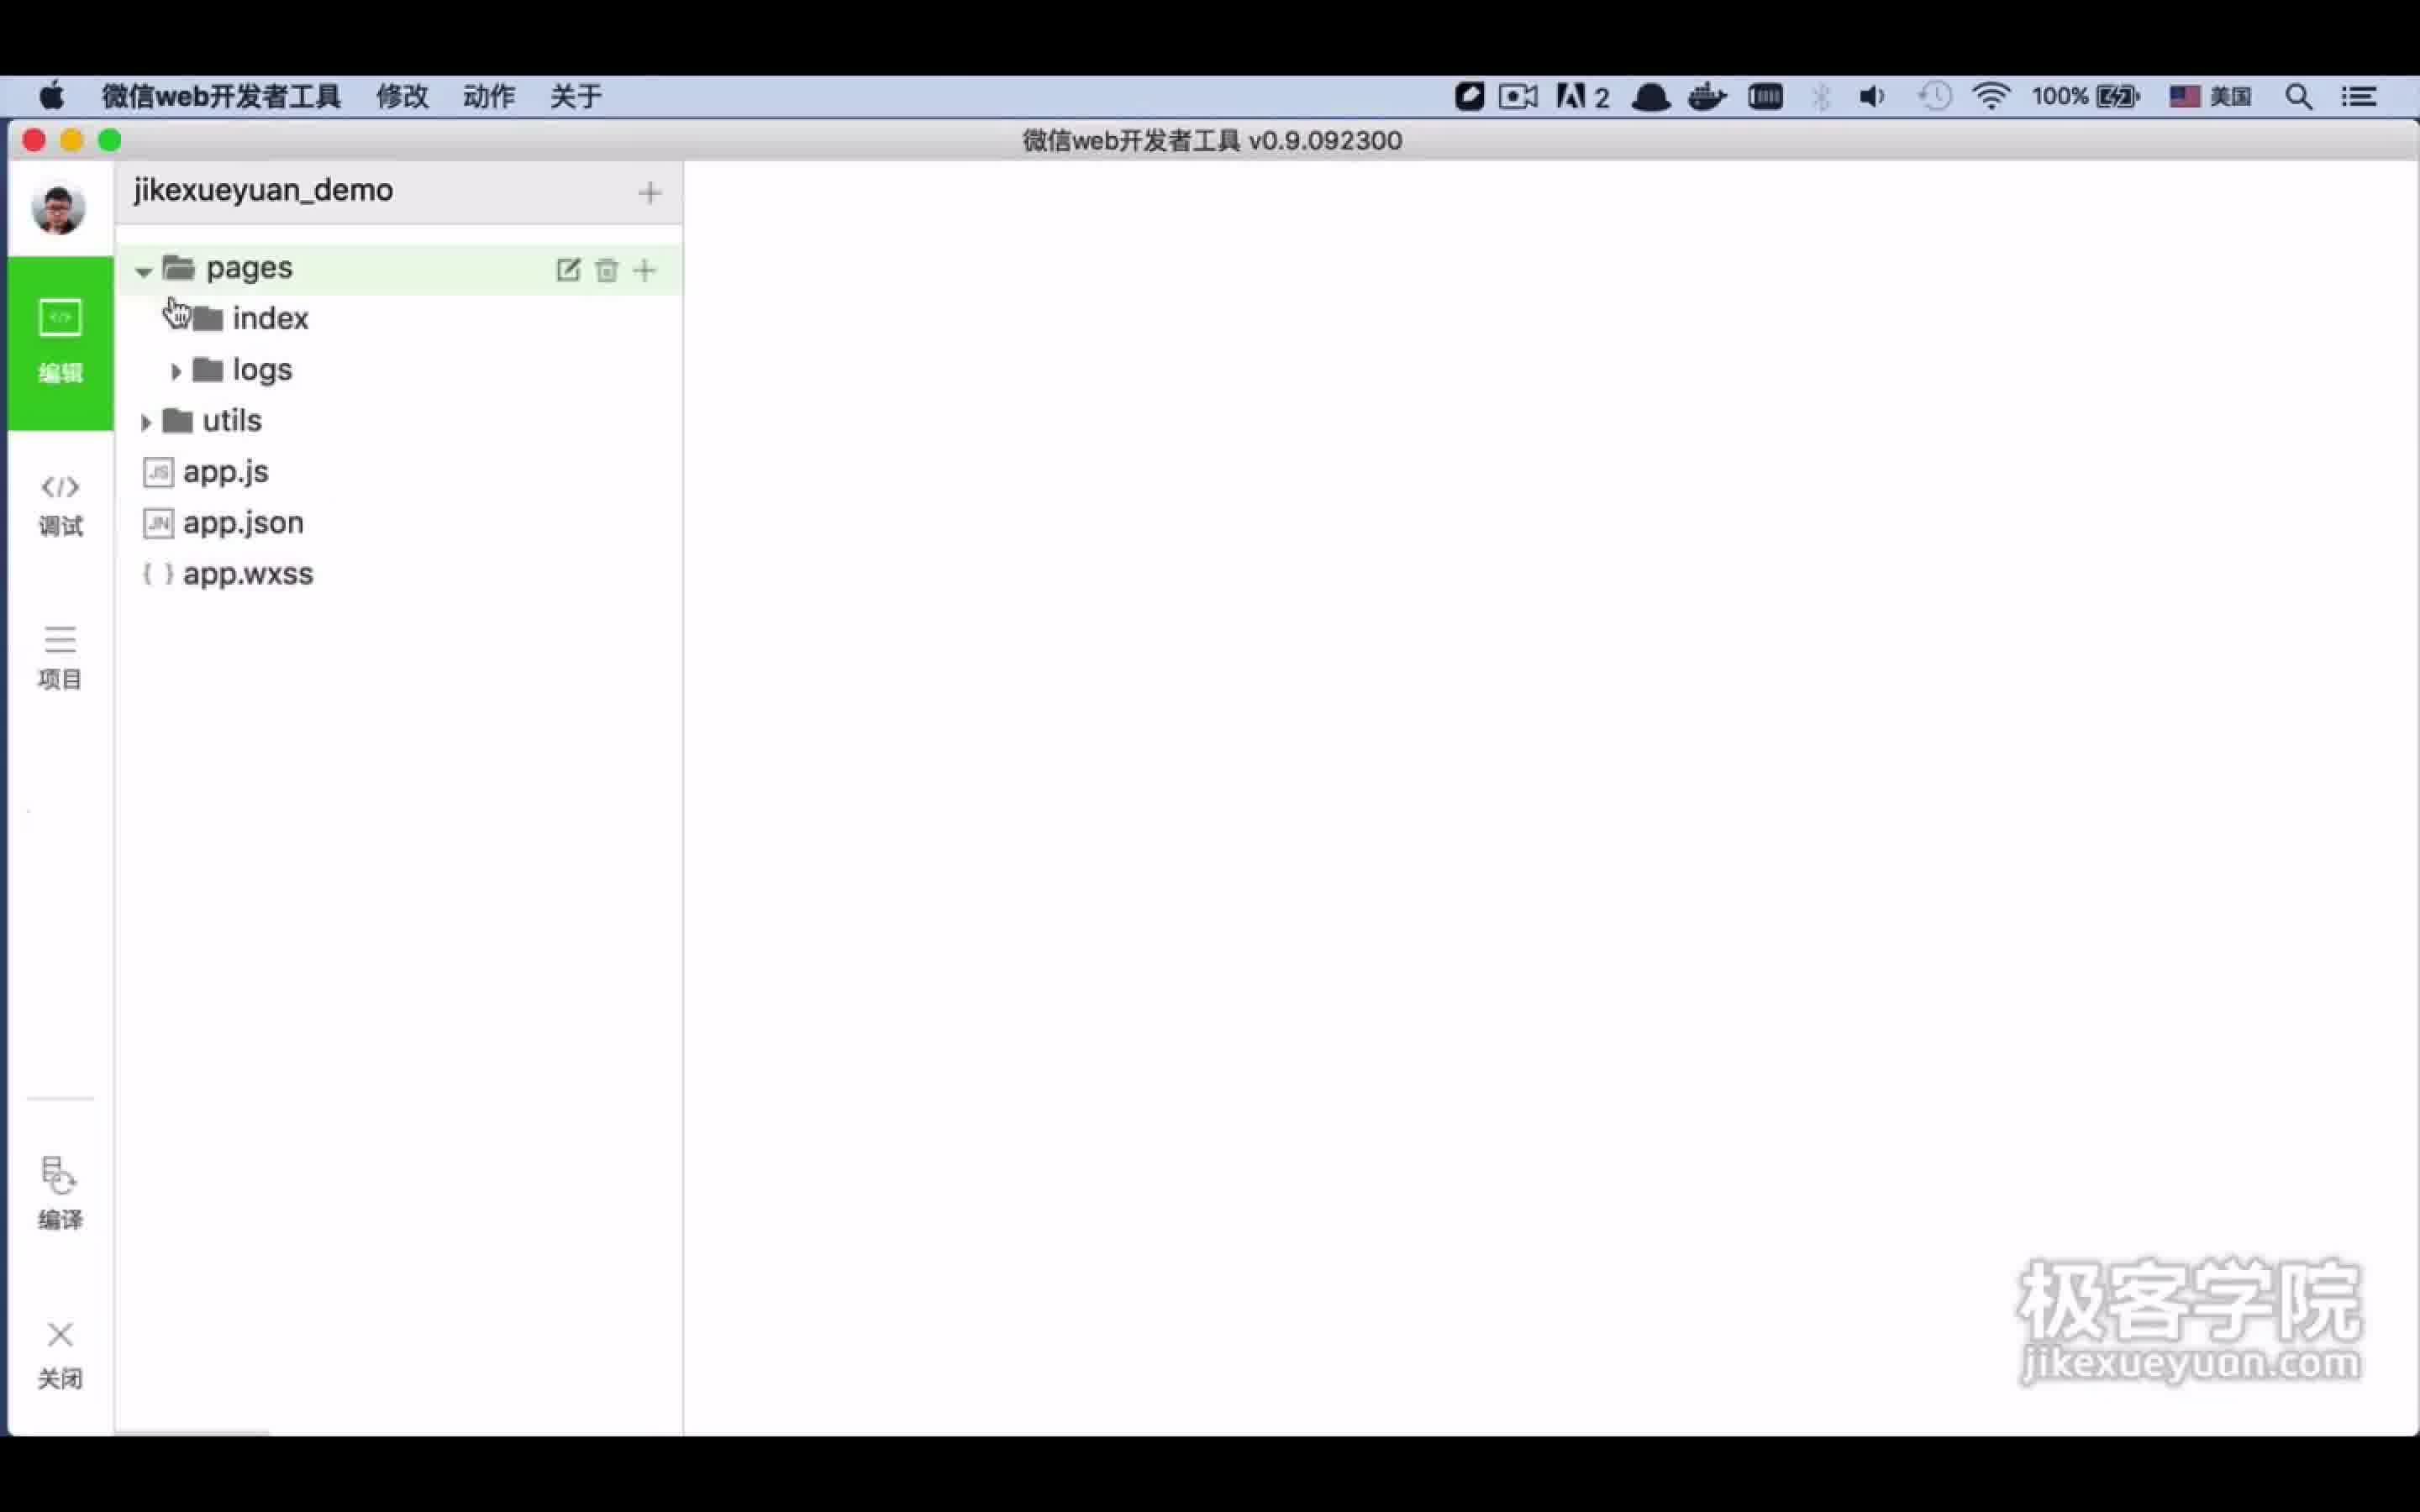 微信web开发者工具 修改 动作 关于 2 100% 美国
微信web开发者工具 v0.9.092300
jikexueyuan_demo
pages
index
编辑
logs
utils
JS app.js
调试
JN app.json
{ } app.wxss
项目
编译
关闭
极客学院
jikexueyuan.com